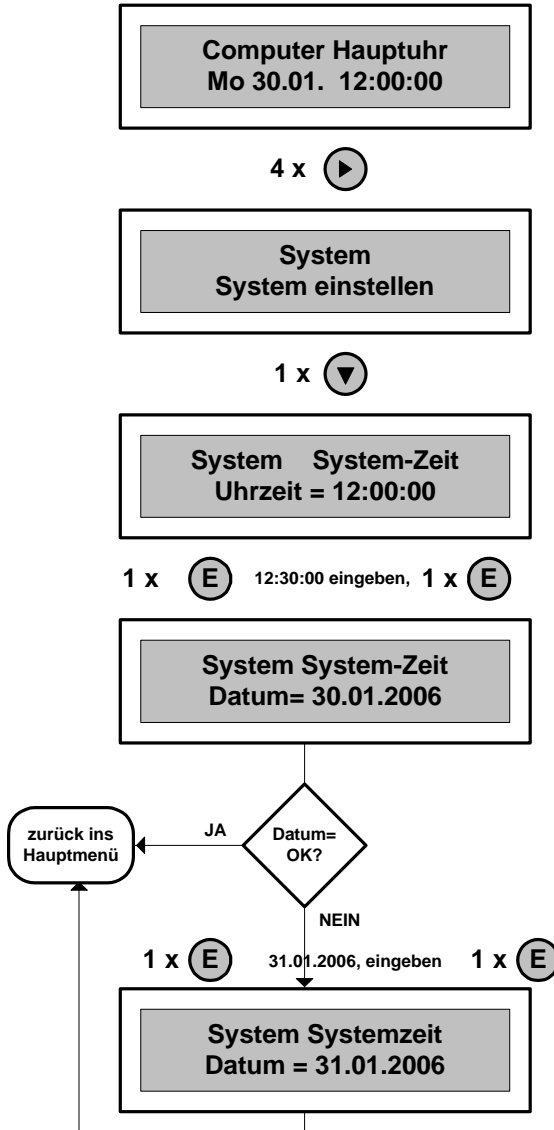 Computer Hauptuhr
Mo 30.01. 12:00:00
4 x
System
System einstellen
1 x
System System-Zeit
Uhrzeit = 12:00:00
1 x E 12:30:00 eingeben, 1 x E
System System-Zeit
Datum= 30.01.2006
zurück ins
Hauptmenü
JA
Datum=
OK?
NEIN
1 x E 31.01.2006, eingeben 1 x E
System Systemzeit
Datum = 31.01.2006